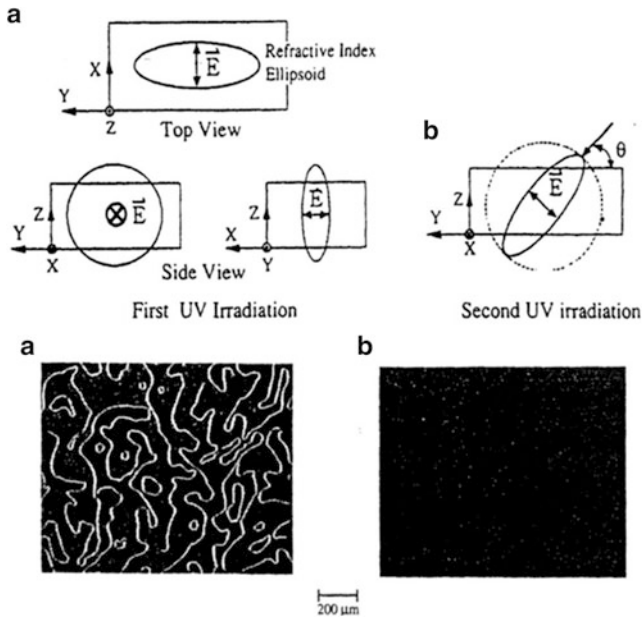 a
X
E
Refractive Index
Ellipsoid
Y
Z
Top View
b
θ
Z
E
Z
E
Z
E
Y
X
X
Y
Y
X
Side View
First UV Irradiation
Second UV irradiation
a
b
200 μm